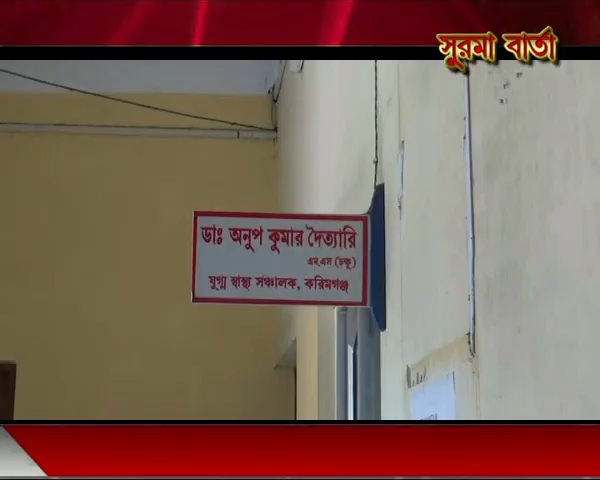 সুরমা বার্তা
ডাঃ অনুপ কুমার দৈত্যারি
এম.এস (চক্ষু)
যুগ্ম স্বাস্থ্য সঞ্চালক, করিমগঞ্জ